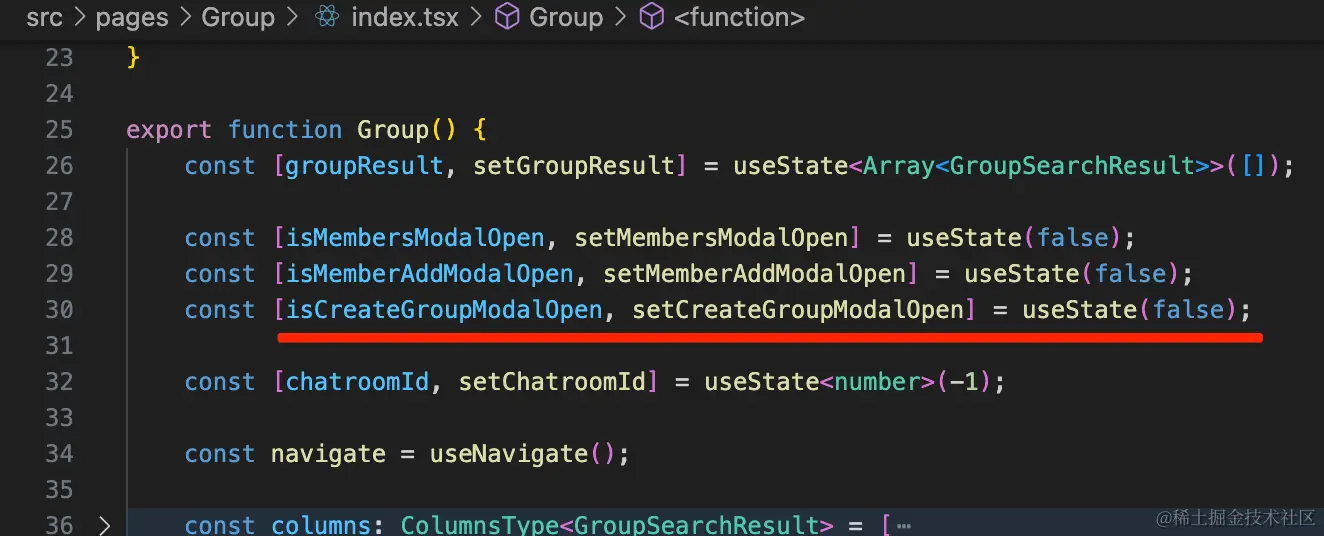 src > pages > Group > index.tsx > Group > <function>
23 }
24
25 export function Group() {
26 const [groupResult, setGroupResult] = useState<Array<GroupSearchResult>>([]);
27
28 const [isMembersModalOpen, setMembersModalOpen] = useState(false);
29 const [isMemberAddModalOpen, setMemberAddModalOpen] = useState(false);
30 const [isCreateGroupModalOpen, setCreateGroupModalOpen] = useState(false);
31
32 const [chatroomId, setChatroomId] = useState<number>(-1);
33
34 const navigate = useNavigate();
35
36 > const columns: ColumnsType<GroupSearchResult> = [ ⋯
@稀土掘金技术社区